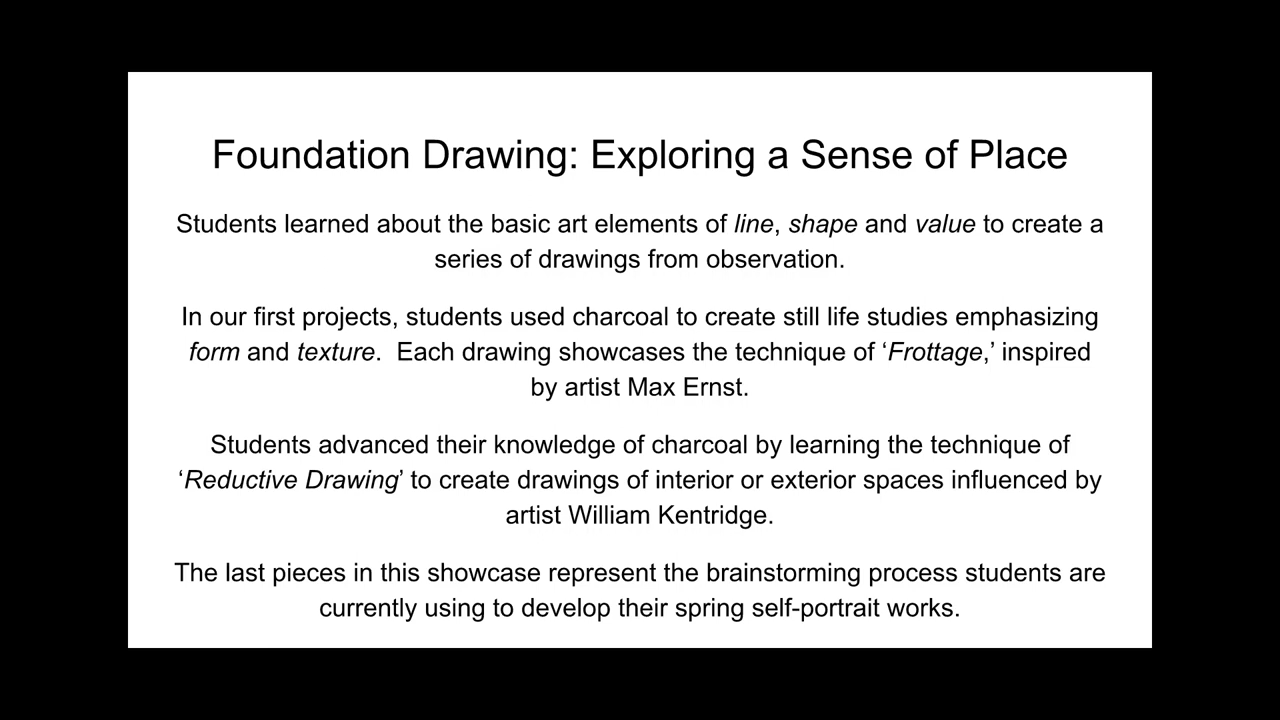 Foundation Drawing: Exploring a Sense of Place
Students learned about the basic art elements of line, shape and value to create a
series of drawings from observation.
In our first projects, students used charcoal to create still life studies emphasizing
form and texture.  Each drawing showcases the technique of ‘Frottage,’ inspired
by artist Max Ernst.
Students advanced their knowledge of charcoal by learning the technique of
‘Reductive Drawing’ to create drawings of interior or exterior spaces influenced by
artist William Kentridge.
The last pieces in this showcase represent the brainstorming process students are
currently using to develop their spring self-portrait works.